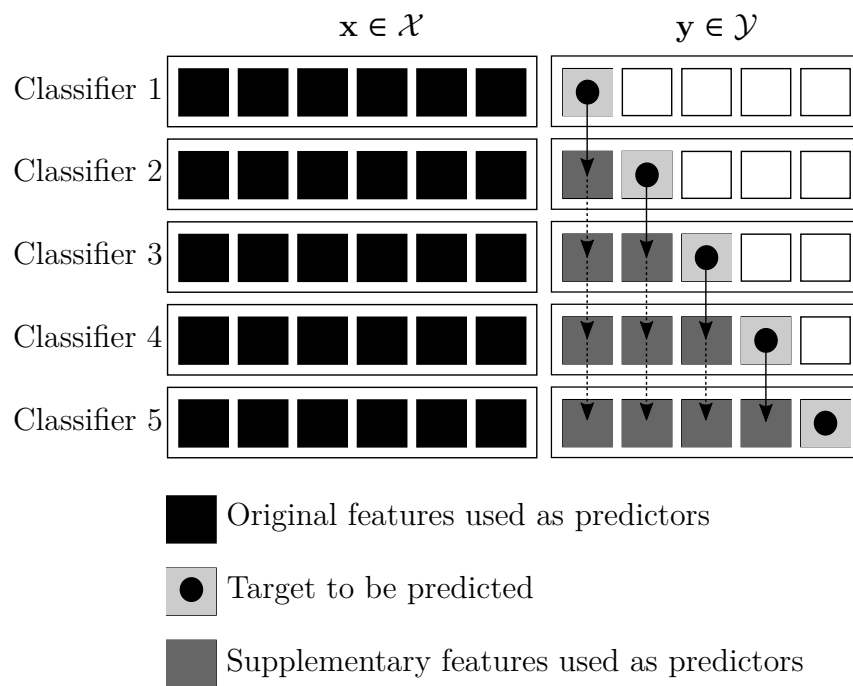 x ∈ 𝒳
y ∈ 𝒴
Classifier 1
Classifier 2
Classifier 3
Classifier 4
Classifier 5
Original features used as predictors
Target to be predicted
Supplementary features used as predictors